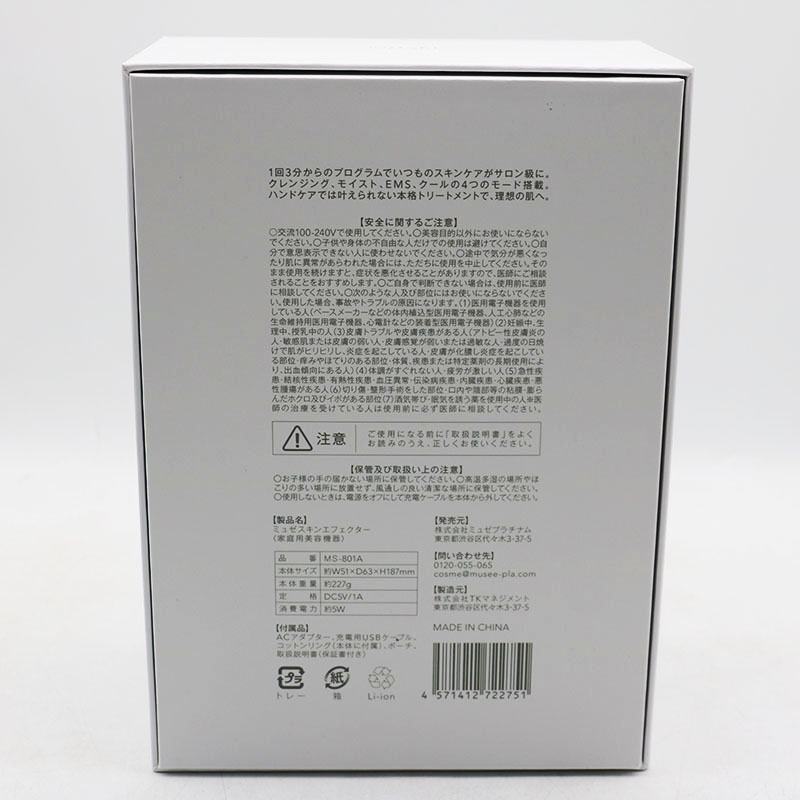 1回3分からのプログラムでいつものスキンケアがサロン級に。
クレンジング、モイスト、EMS、クールの4つのモード搭載。
ハンドケアでは叶えられない本格トリートメントで、理想の肌へ。
【安全に関するご注意】
○交流100-240Vで使用してください。○美容目的以外にお使いにならない
でください。○子供や身体の不自由な人だけでの使用は避けてください。○自
分で意思表示できない人に使わせないでください。○途中で気分が悪くなっ
たり肌に異常があらわれた場合には、ただちに使用を中止してください。その
まま使用を続けますと、症状を悪化させることがありますので、医師にご相談
されることをおすすめします。○ご自身で判断できない場合は、使用前に医師
に相談してください。○次のような人及び部位にはお使いにならないでくださ
い。使用した場合、事故やトラブルの原因になります。(1)医用電子機器を使用
している人(ペースメーカーなどの体内植込型医用電子機器、人工心肺などの
生命維持用医用電子機器、心電計などの装着型医用電子機器)(2)妊娠中、生
理中、授乳中の人(3)皮膚トラブルや皮膚疾患がある人(アトピー性皮膚炎の
人・敏感肌または皮膚の弱い人・皮膚感覚が弱いまたは過敏な人・過度の日焼
けで肌がヒリヒリし、炎症を起こしている人・皮膚が化膿し炎症を起こしてい
る部位・痒みやほてりのある部位・体質、疾患または特定薬剤の長期使用によ
り、出血傾向にある人)(4)体調がすぐれない人・疲労が激しい人(5)急性疾
患・結核性疾患・有熱性疾患・血圧異常・伝染病疾患・内臓疾患・心臓疾患・悪
性腫瘍がある人(6)切り傷・整形手術をした部位・口内や陰部等の粘膜・膨ら
んだホクロ及びイボがある部位(7)酒気帯び・眠気を誘う薬を使用中の人※医
師の治療を受けている人は使用前に必ず医師に相談してください。
注意
ご使用になる前に「取扱説明書」をよく
お読みのうえ、正しくお使いください。
【保管及び取扱い上の注意】
○お子様の手の届かない場所に保管してください。○高温多湿の場所やほ
こりの多い場所に放置せず、風通しの良い清潔な場所に保管してください。
○使用しないときは、電源をオフにして充電ケーブルを本体から外してください。
【製品名】
ミュゼスキンエフェクター
(家庭用美容機器)
品番 MS-801A
本体サイズ 約W51×D63×H187mm
本体重量 約227g
定格 DC5V/1A
消費電力 約5W
【付属品】
ACアダプター、充電用USBケーブル、
コットンリング(本体に付属)、ポーチ、
取扱説明書(保証書付き)
【発売元】
株式会社ミュゼプラチナム
東京都渋谷区代々木3-37-5
【問い合わせ先】
0120-055-065
cosme@musee-pla.com
【製造元】
株式会社TKマネジメント
東京都渋谷区代々木3-37-5
MADE IN CHINA
プラ
トレー
紙
箱
Li-ion
4 571412 722751